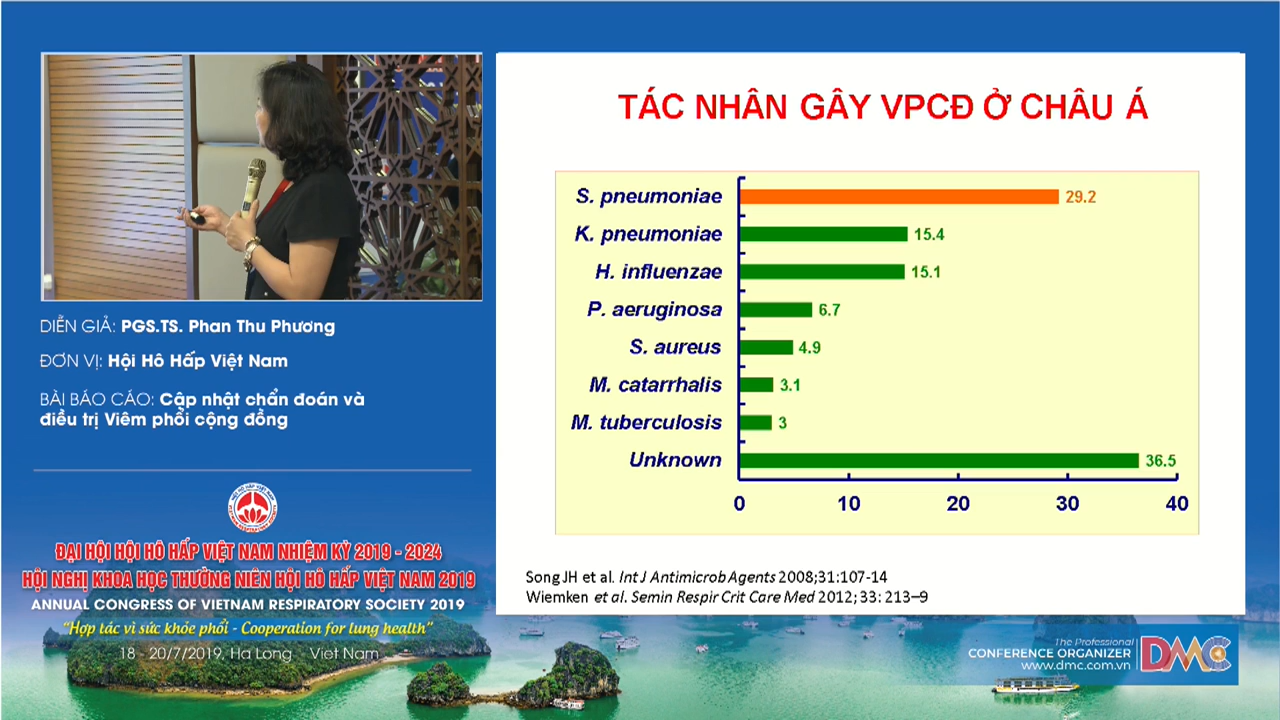 TÁC NHÂN GÂY VPCĐ Ở CHÂU Á
S. pneumoniae 29.2
K. pneumoniae 15.4
H. influenzae 15.1
P. aeruginosa 6.7
S. aureus 4.9
M. catarrhalis 3.1
M. tuberculosis 3
Unknown 36.5
0 10 20 30 40
Song JH et al. Int J Antimicrob Agents 2008;31:107-14
Wiemken et al. Semin Respir Crit Care Med 2012; 33: 213–9
DIỄN GIẢ: PGS.TS. Phan Thu Phương
ĐƠN VỊ: Hội Hô Hấp Việt Nam
BÀI BÁO CÁO: Cập nhật chẩn đoán và
điều trị Viêm phổi cộng đồng
ĐẠI HỘI HỘI HÔ HẤP VIỆT NAM NHIỆM KỲ 2019 - 2024
HỘI NGHỊ KHOA HỌC THƯỜNG NIÊN HỘI HÔ HẤP VIỆT NAM 2019
ANNUAL CONGRESS OF VIETNAM RESPIRATORY SOCIETY 2019
"Hợp tác vì sức khỏe phổi - Cooperation for lung health"
18 - 20/7/2019, Ha Long Viet Nam
The Professional
CONFERENCE ORGANIZER
www.dmc.com.vn
DMC